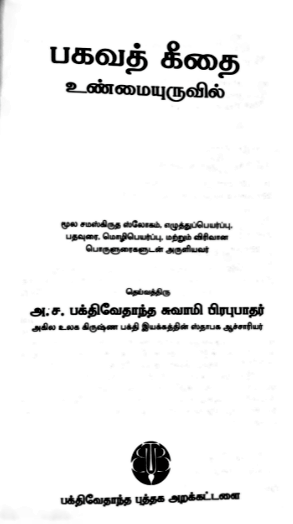 பகவத் கீதை
உண்மையுருவில்
மூல சமஸ்கிருத ஸ்லோகம், எழுத்துப்பெயர்ப்பு,
பதவுரை, மொழிபெயர்ப்பு, மற்றும் விரிவான
பொருளுரைகளுடன் அருளியவர்
தெய்வத்திரு
அ.ச. பக்திவேதாந்த சுவாமி பிரபுபாதர்
அகில உலக கிருஷ்ண பக்தி இயக்கத்தின் ஸ்தாபக ஆச்சாரியர்
பக்திவேதாந்த புத்தக அறக்கட்டளை